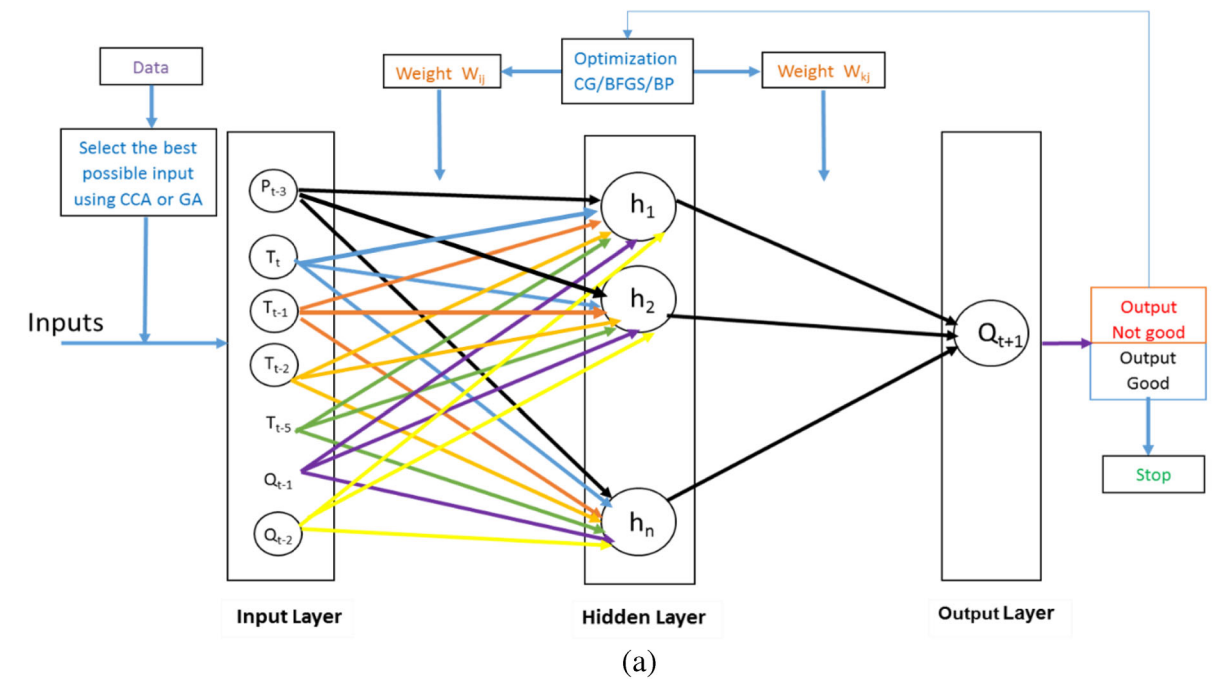 Data
Select the best
possible input
using CCA or GA
Inputs
Weight W_ij
Optimization
CG/BFGS/BP
Weight W_kj
P_t-3
T_t
T_t-1
T_t-2
T_t-5
Q_t-1
Q_t-2
h_1
h_2
h_n
Q_t+1
Output
Not good
Output
Good
Stop
Input Layer
Hidden Layer
Output Layer
(a)